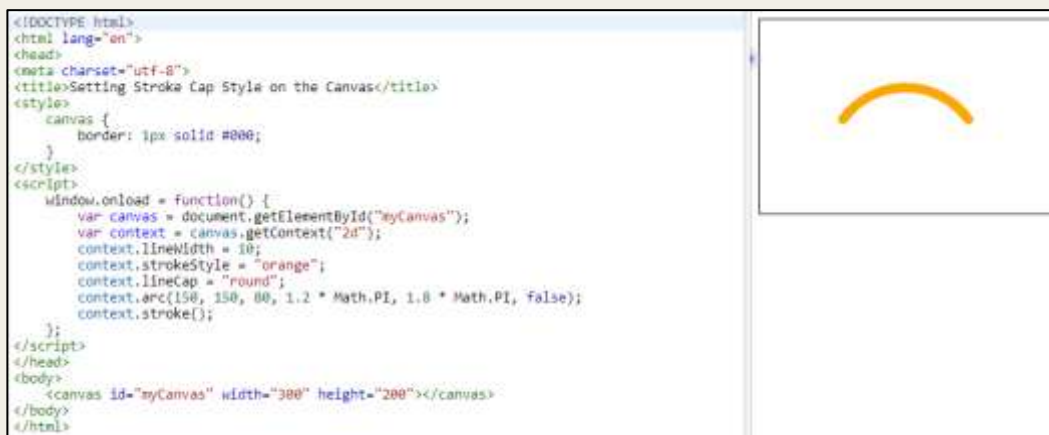 <!DOCTYPE html>
<html lang="en">
<head>
<meta charset="utf-8">
<title>Setting Stroke Cap Style on the Canvas</title>
<style>
    canvas {
        border: 1px solid #000;
    }
</style>
<script>
    window.onload = function() {
        var canvas = document.getElementById("myCanvas");
        var context = canvas.getContext("2d");
        context.lineWidth = 10;
        context.strokeStyle = "orange";
        context.lineCap = "round";
        context.arc(150, 150, 80, 1.2 * Math.PI, 1.8 * Math.PI, false);
        context.stroke();
    };
</script>
</head>
<body>
    <canvas id="myCanvas" width="300" height="200"></canvas>
</body>
</html>